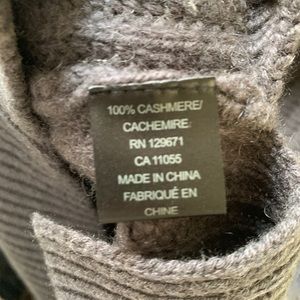 100% CASHMERE/
CACHEMIRE
RN 129671
CA 11055
MADE IN CHINA
FABRIQUÉ EN
CHINE